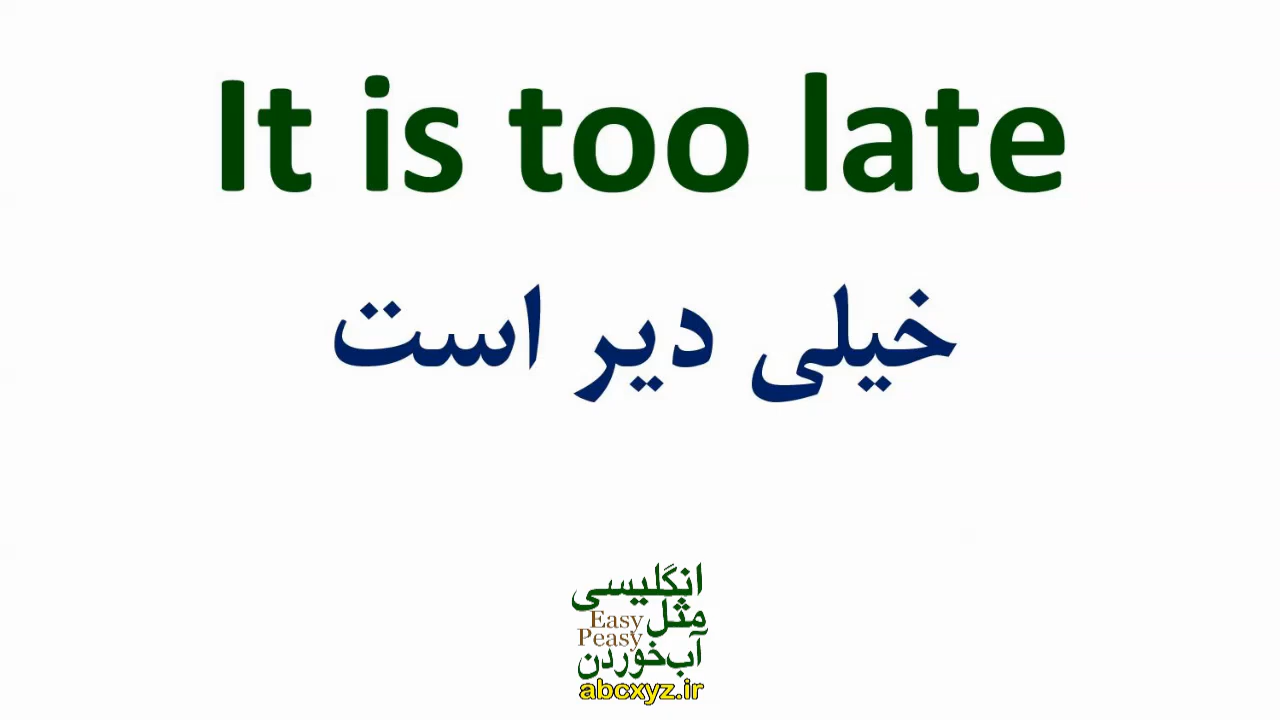 It is too late
خیلی دیر است
انگلیسی
مثل
Easy
Peasy
آب‌خوردن
abcxyz.ir